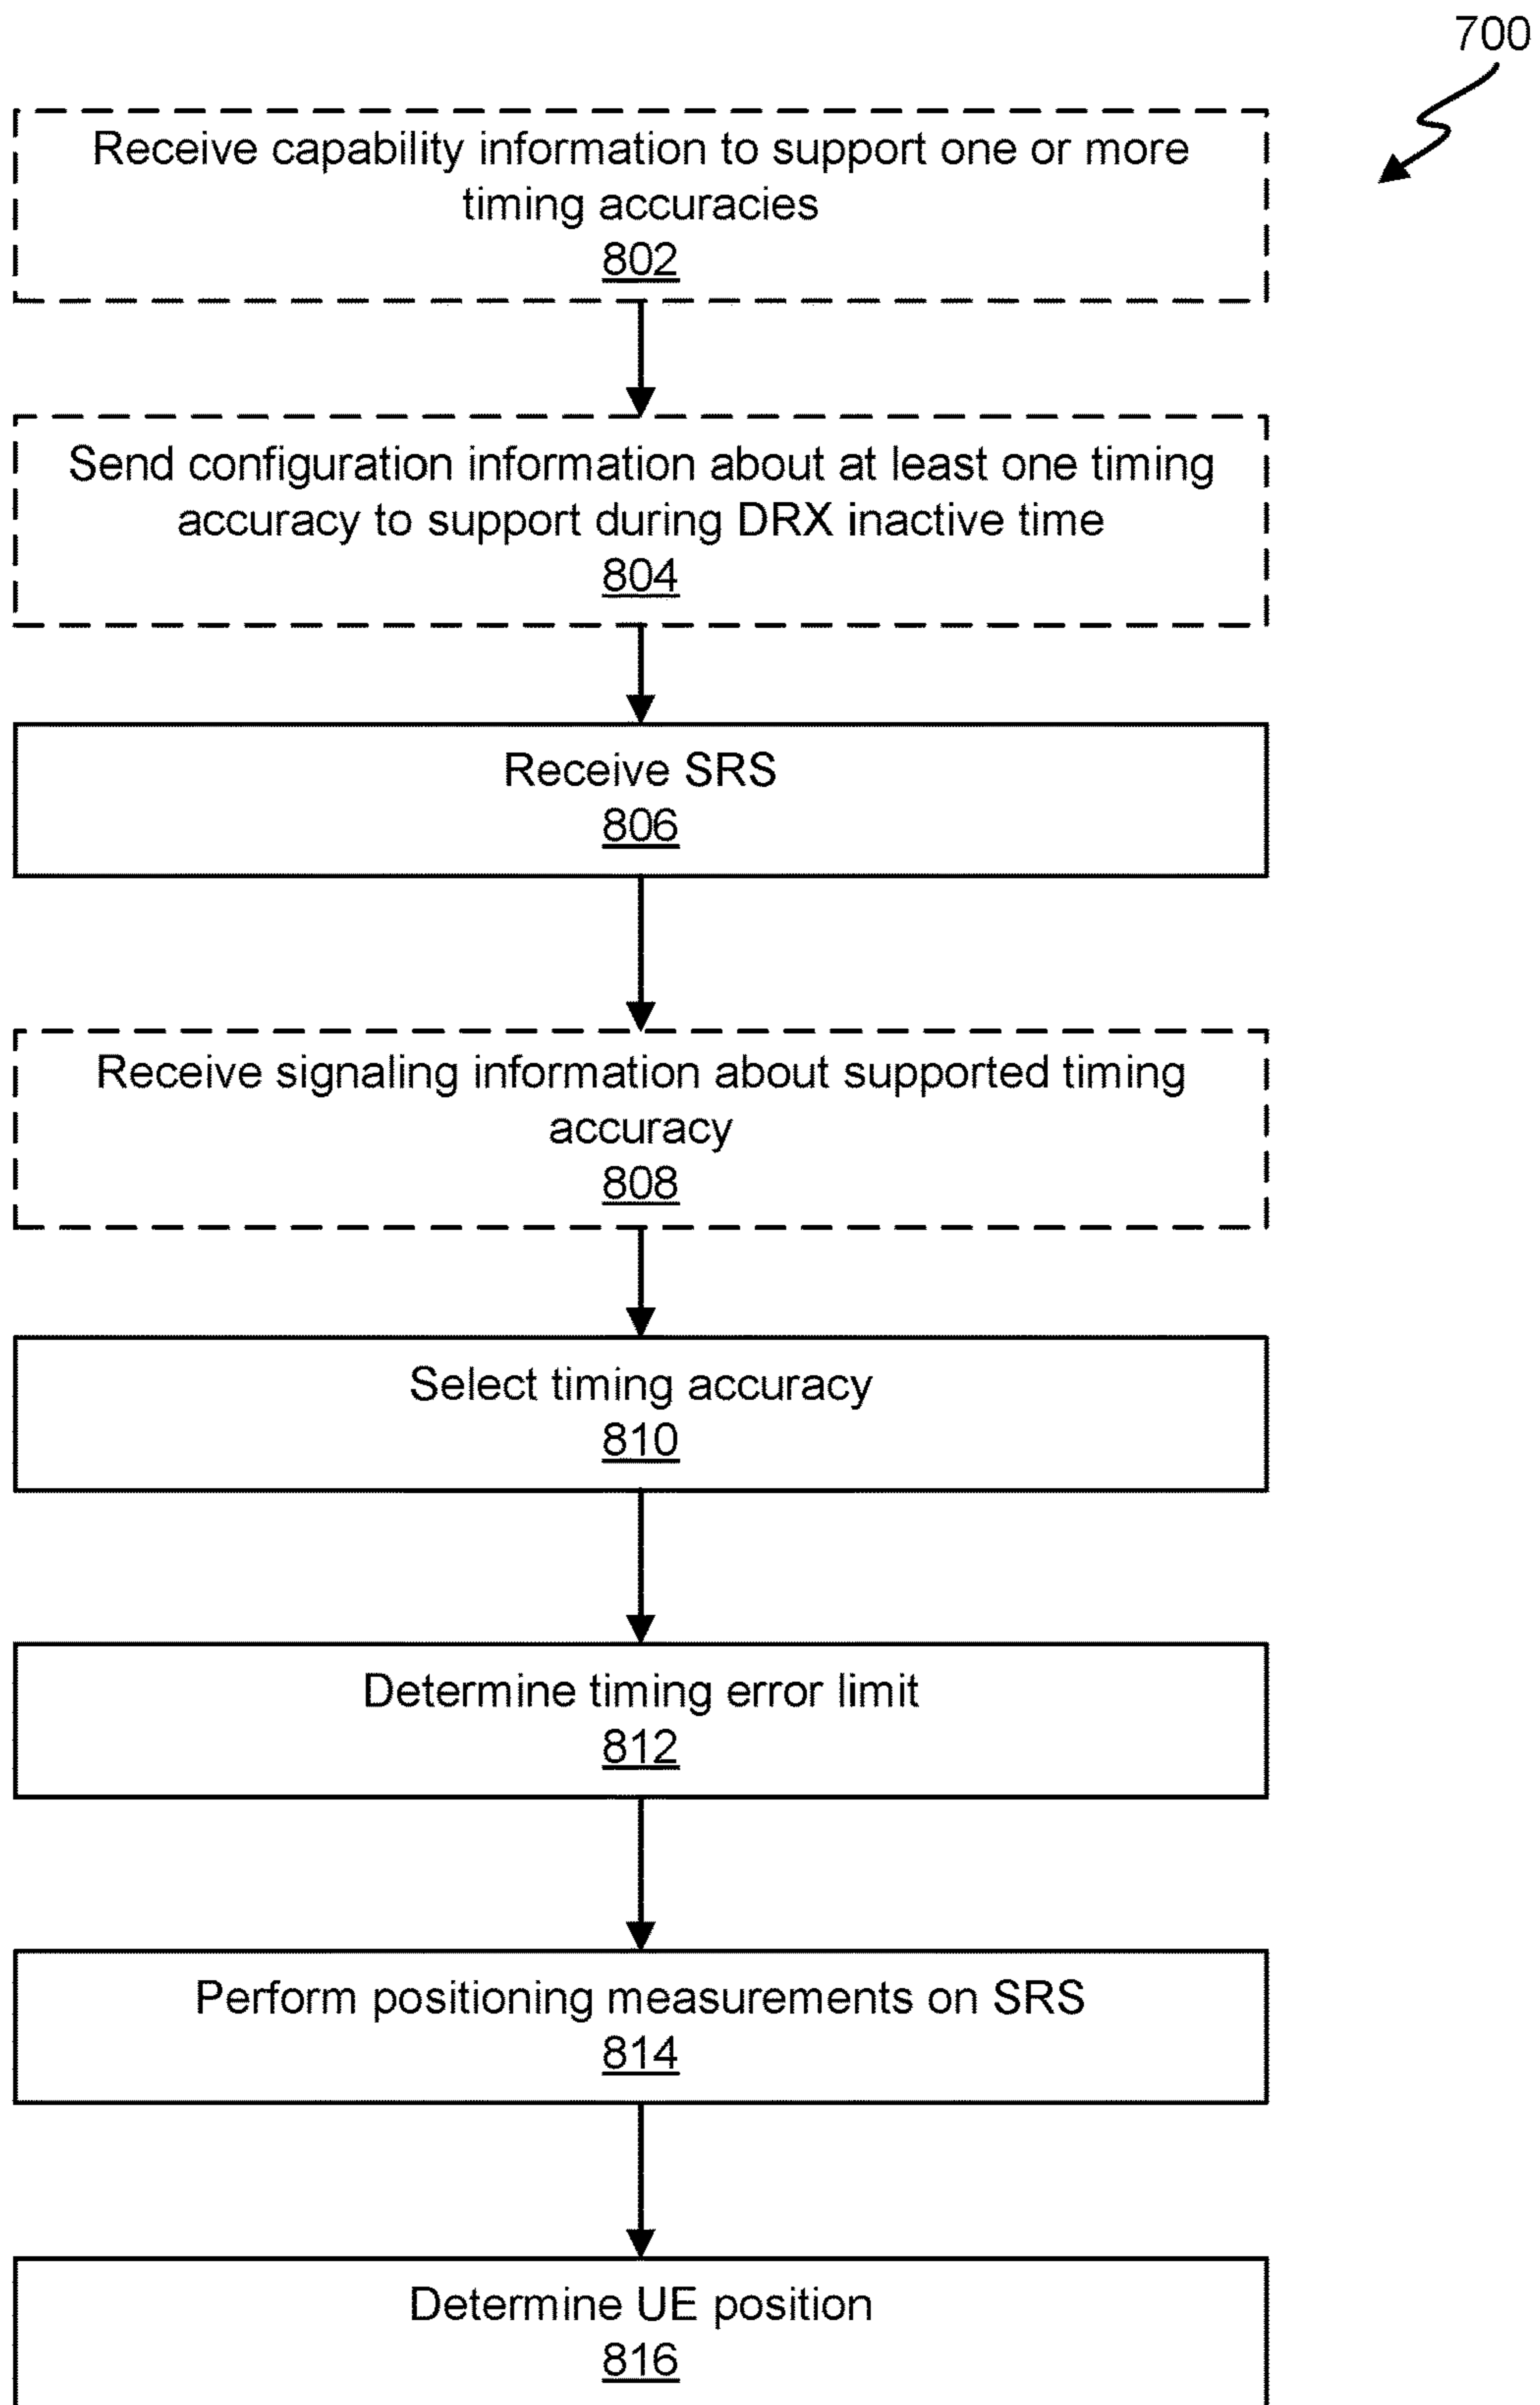 700
Receive capability information to support one or more
timing accuracies
802
Send configuration information about at least one timing
accuracy to support during DRX inactive time
804
Receive SRS
806
Receive signaling information about supported timing
accuracy
808
Select timing accuracy
810
Determine timing error limit
812
Perform positioning measurements on SRS
814
Determine UE position
816